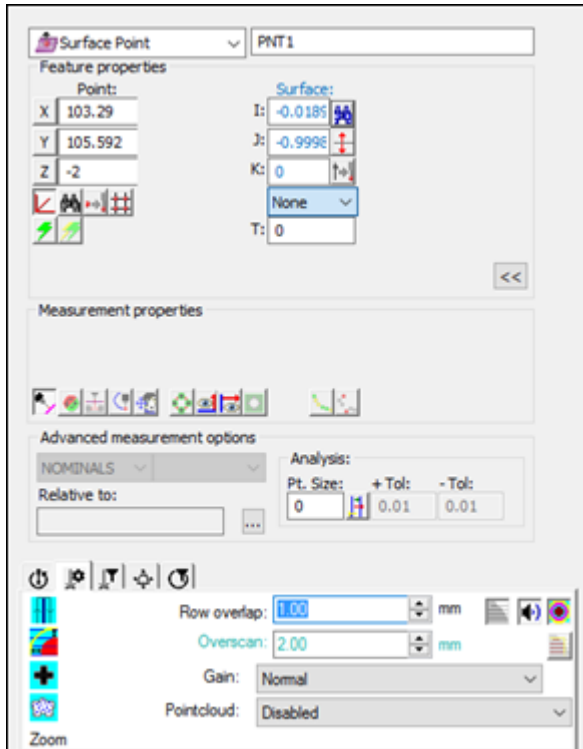 Surface Point PNT1
Feature properties
Point: Surface:
X 103.29 I: -0.0189
Y 105.592 J: -0.9998
Z -2 K: 0
None
T: 0
<<
Measurement properties
Advanced measurement options
NOMINALS
Analysis:
Relative to: Pt. Size: + Tol: - Tol:
0 0.01 0.01
...
Row overlap: 1.00 mm
Overscan: 2.00 mm
Gain: Normal
Pointcloud: Disabled
Zoom